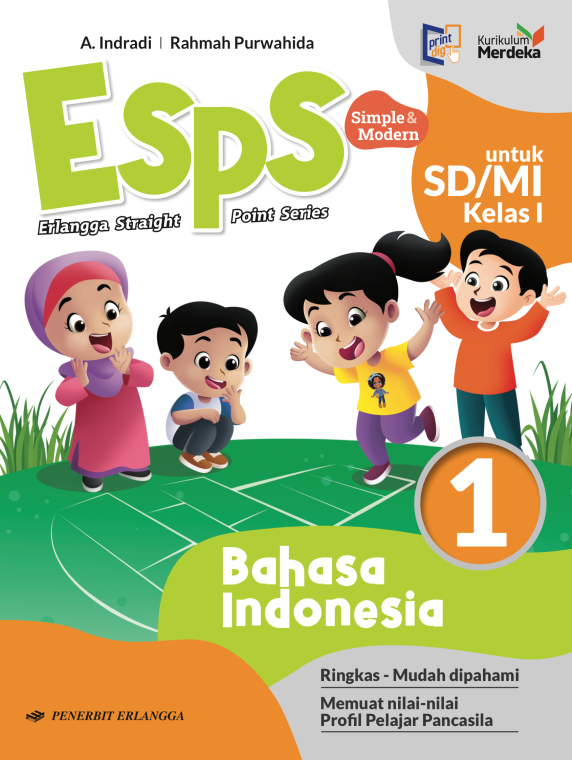 A. Indradi | Rahmah Purwahida
print
digi
Kurikulum
Merdeka
ESPS
Simple &
Modern
Erlangga Straight Point Series
untuk
SD/MI
Kelas I
1
Bahasa
Indonesia
Ringkas - Mudah dipahami
Memuat nilai-nilai
Profil Pelajar Pancasila
PENERBIT ERLANGGA